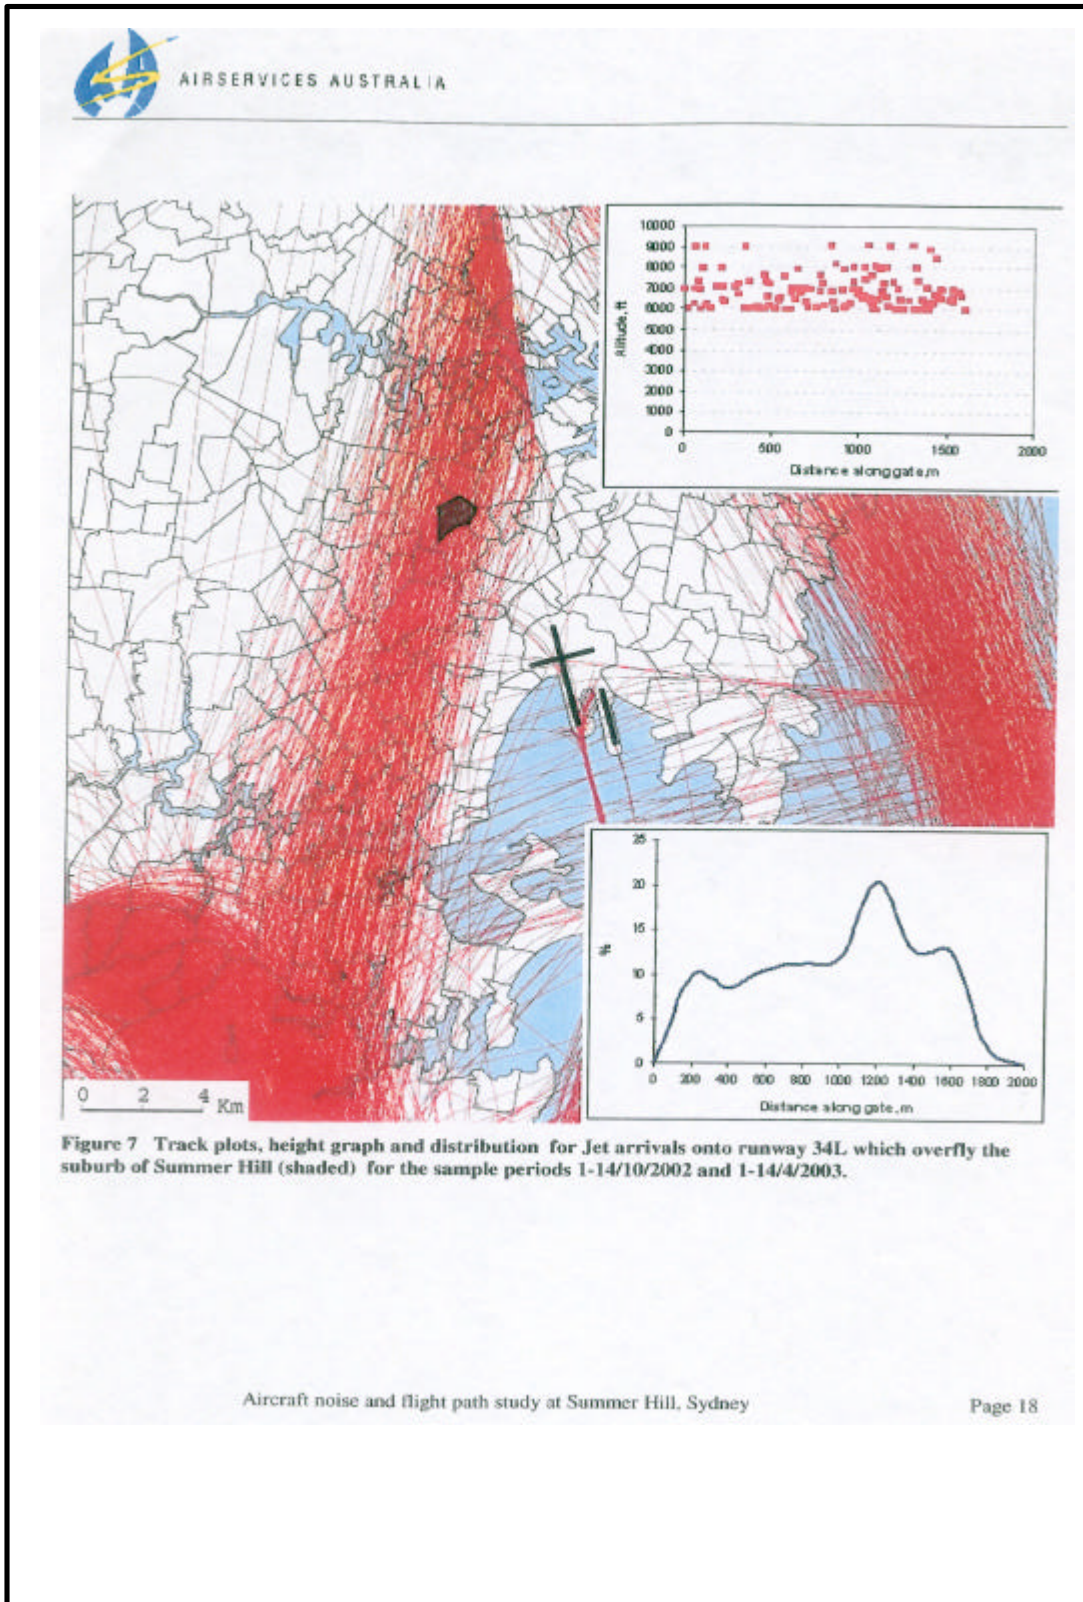 AIRSERVICES AUSTRALIA
10000
9000
8000
7000
6000
5000
4000
3000
2000
1000
0
Altitude, ft
0 500 1000 1500 2000
Distance along gate, m
25
20
15
10
5
0
%
0 200 400 600 800 1000 1200 1400 1600 1800 2000
Distance along gate, m
0 2 4 Km
Figure 7 Track plots, height graph and distribution for Jet arrivals onto runway 34L which overfly the
suburb of Summer Hill (shaded) for the sample periods 1-14/10/2002 and 1-14/4/2003.
Aircraft noise and flight path study at Summer Hill, Sydney Page 18